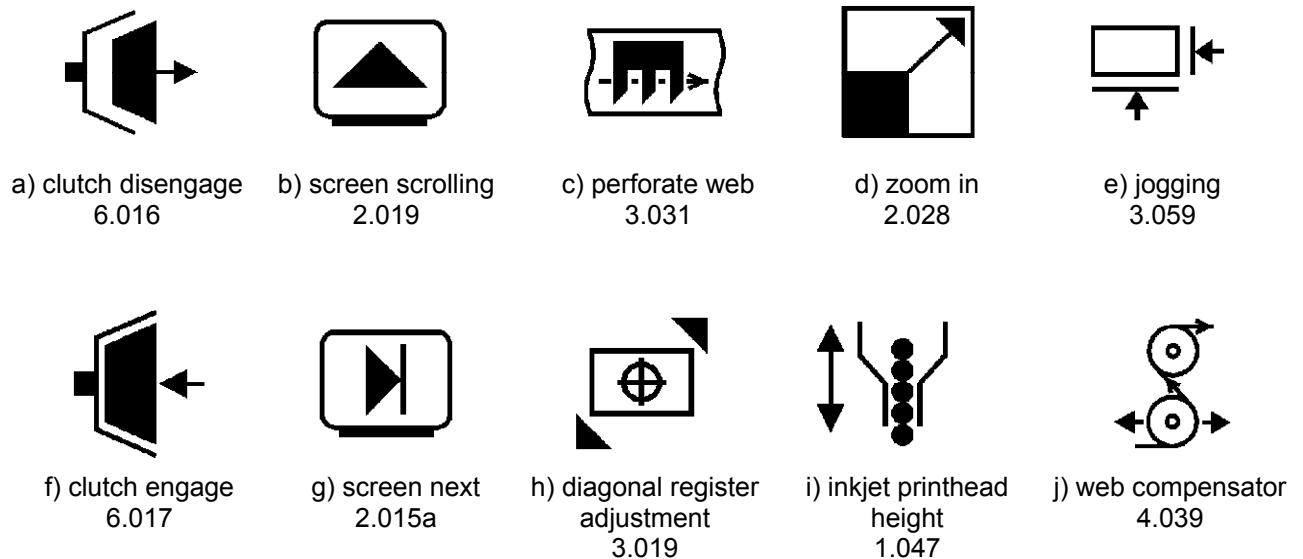 a) clutch disengage
6.016
b) screen scrolling
2.019
c) perforate web
3.031
d) zoom in
2.028
e) jogging
3.059
f) clutch engage
6.017
g) screen next
2.015a
h) diagonal register
adjustment
3.019
i) inkjet printhead
height
1.047
j) web compensator
4.039